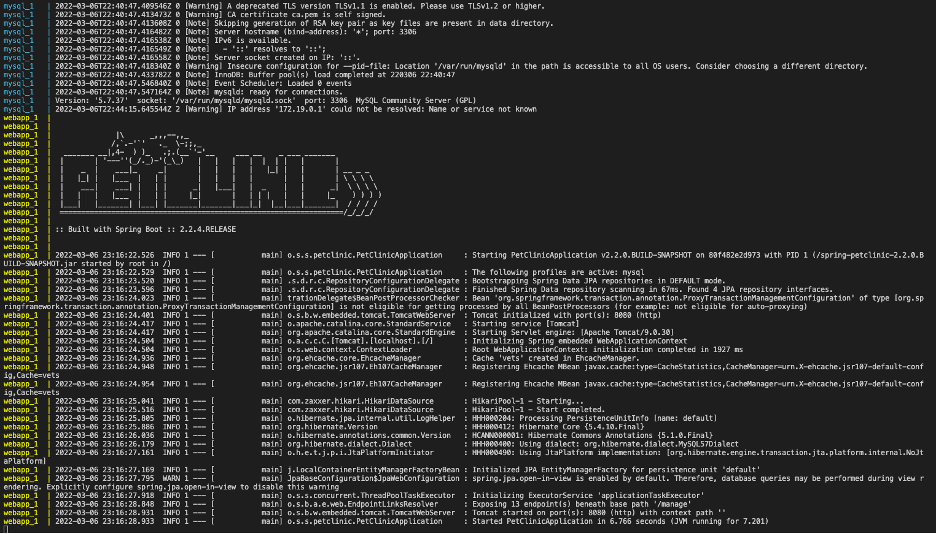 mysql_1 | 2022-03-06T22:40:47.409546Z 0 [Warning] A deprecated TLS version TLSv1.1 is enabled. Please use TLSv1.2 or higher.
mysql_1 | 2022-03-06T22:40:47.413473Z 0 [Warning] CA certificate ca.pem is self signed.
mysql_1 | 2022-03-06T22:40:47.413608Z 0 [Note] Skipping generation of RSA key pair as key files are present in data directory.
mysql_1 | 2022-03-06T22:40:47.416482Z 0 [Note] Server hostname (bind-address): '*'; port: 3306
mysql_1 | 2022-03-06T22:40:47.416538Z 0 [Note] IPv6 is available.
mysql_1 | 2022-03-06T22:40:47.416549Z 0 [Note]   - '::' resolves to '::';
mysql_1 | 2022-03-06T22:40:47.416558Z 0 [Note] Server socket created on IP: '::'.
mysql_1 | 2022-03-06T22:40:47.418340Z 0 [Warning] Insecure configuration for --pid-file: Location '/var/run/mysqld' in the path is accessible to all OS users. Consider choosing a different directory.
mysql_1 | 2022-03-06T22:40:47.433782Z 0 [Note] InnoDB: Buffer pool(s) load completed at 220306 22:40:47
mysql_1 | 2022-03-06T22:40:47.546840Z 0 [Note] Event Scheduler: Loaded 0 events
mysql_1 | 2022-03-06T22:40:47.547164Z 0 [Note] mysqld: ready for connections.
mysql_1 | Version: '5.7.37'  socket: '/var/run/mysqld/mysqld.sock'  port: 3306  MySQL Community Server (GPL)
mysql_1 | 2022-03-06T22:44:15.645544Z 2 [Warning] IP address '172.19.0.1' could not be resolved: Name or service not known
webapp_1 |
webapp_1 |
webapp_1 |
webapp_1 |
webapp_1 |
webapp_1 |
webapp_1 |
webapp_1 |
webapp_1 |
webapp_1 |
webapp_1 |
webapp_1 |
webapp_1 |
webapp_1 | :: Built with Spring Boot :: 2.2.4.RELEASE
webapp_1 |
webapp_1 |
webapp_1 | 2022-03-06 23:16:22.526  INFO 1 --- [           main] o.s.s.petclinic.PetClinicApplication     : Starting PetClinicApplication v2.2.0.BUILD-SNAPSHOT on 80f482e2d973 with PID 1 (/spring-petclinic-2.2.0.B
UILD-SNAPSHOT.jar started by root in /)
webapp_1 | 2022-03-06 23:16:22.529  INFO 1 --- [           main] o.s.s.petclinic.PetClinicApplication     : The following profiles are active: mysql
webapp_1 | 2022-03-06 23:16:23.520  INFO 1 --- [           main] .s.d.r.c.RepositoryConfigurationDelegate : Bootstrapping Spring Data JPA repositories in DEFAULT mode.
webapp_1 | 2022-03-06 23:16:23.596  INFO 1 --- [           main] .s.d.r.c.RepositoryConfigurationDelegate : Finished Spring Data repository scanning in 67ms. Found 4 JPA repository interfaces.
webapp_1 | 2022-03-06 23:16:24.023  INFO 1 --- [           main] trationDelegate$BeanPostProcessorChecker : Bean 'org.springframework.transaction.annotation.ProxyTransactionManagementConfiguration' of type [org.sp
ringframework.transaction.annotation.ProxyTransactionManagementConfiguration] is not eligible for getting processed by all BeanPostProcessors (for example: not eligible for auto-proxying)
webapp_1 | 2022-03-06 23:16:24.401  INFO 1 --- [           main] o.s.b.w.embedded.tomcat.TomcatWebServer  : Tomcat initialized with port(s): 8080 (http)
webapp_1 | 2022-03-06 23:16:24.417  INFO 1 --- [           main] o.apache.catalina.core.StandardService   : Starting service [Tomcat]
webapp_1 | 2022-03-06 23:16:24.417  INFO 1 --- [           main] org.apache.catalina.core.StandardEngine  : Starting Servlet engine: [Apache Tomcat/9.0.30]
webapp_1 | 2022-03-06 23:16:24.504  INFO 1 --- [           main] o.a.c.c.C.[Tomcat].[localhost].[/]       : Initializing Spring embedded WebApplicationContext
webapp_1 | 2022-03-06 23:16:24.504  INFO 1 --- [           main] o.s.web.context.ContextLoader            : Root WebApplicationContext: initialization completed in 1927 ms
webapp_1 | 2022-03-06 23:16:24.936  INFO 1 --- [           main] org.ehcache.core.EhcacheManager          : Cache 'vets' created in EhcacheManager.
webapp_1 | 2022-03-06 23:16:24.948  INFO 1 --- [           main] org.ehcache.jsr107.Eh107CacheManager     : Registering Ehcache MBean javax.cache:type=CacheStatistics,CacheManager=urn.X-ehcache.jsr107-default-conf
ig,Cache=vets
webapp_1 | 2022-03-06 23:16:24.954  INFO 1 --- [           main] org.ehcache.jsr107.Eh107CacheManager     : Registering Ehcache MBean javax.cache:type=CacheStatistics,CacheManager=urn.X-ehcache.jsr107-default-conf
ig,Cache=vets
webapp_1 | 2022-03-06 23:16:25.041  INFO 1 --- [           main] com.zaxxer.hikari.HikariDataSource       : HikariPool-1 - Starting...
webapp_1 | 2022-03-06 23:16:25.516  INFO 1 --- [           main] com.zaxxer.hikari.HikariDataSource       : HikariPool-1 - Start completed.
webapp_1 | 2022-03-06 23:16:25.805  INFO 1 --- [           main] o.hibernate.jpa.internal.util.LogHelper  : HHH000204: Processing PersistenceUnitInfo [name: default]
webapp_1 | 2022-03-06 23:16:25.886  INFO 1 --- [           main] org.hibernate.Version                    : HHH000412: Hibernate Core {5.4.10.Final}
webapp_1 | 2022-03-06 23:16:26.036  INFO 1 --- [           main] o.hibernate.annotations.common.Version   : HCANN000001: Hibernate Commons Annotations {5.1.0.Final}
webapp_1 | 2022-03-06 23:16:26.179  INFO 1 --- [           main] org.hibernate.dialect.Dialect            : HHH000400: Using dialect: org.hibernate.dialect.MySQL57Dialect
webapp_1 | 2022-03-06 23:16:27.161  INFO 1 --- [           main] o.h.e.t.j.p.i.JtaPlatformInitiator       : HHH000490: Using JtaPlatform implementation: [org.hibernate.engine.transaction.jta.platform.internal.NoJt
aPlatform]
webapp_1 | 2022-03-06 23:16:27.169  INFO 1 --- [           main] j.LocalContainerEntityManagerFactoryBean : Initialized JPA EntityManagerFactory for persistence unit 'default'
webapp_1 | 2022-03-06 23:16:27.795  WARN 1 --- [           main] JpaBaseConfiguration$JpaWebConfiguration : spring.jpa.open-in-view is enabled by default. Therefore, database queries may be performed during view r
endering. Explicitly configure spring.jpa.open-in-view to disable this warning
webapp_1 | 2022-03-06 23:16:27.918  INFO 1 --- [           main] o.s.s.concurrent.ThreadPoolTaskExecutor  : Initializing ExecutorService 'applicationTaskExecutor'
webapp_1 | 2022-03-06 23:16:28.848  INFO 1 --- [           main] o.s.b.a.e.web.EndpointLinksResolver      : Exposing 13 endpoint(s) beneath base path '/manage'
webapp_1 | 2022-03-06 23:16:28.931  INFO 1 --- [           main] o.s.b.w.embedded.tomcat.TomcatWebServer  : Tomcat started on port(s): 8080 (http) with context path ''
webapp_1 | 2022-03-06 23:16:28.933  INFO 1 --- [           main] o.s.s.petclinic.PetClinicApplication     : Started PetClinicApplication in 6.766 seconds (JVM running for 7.201)